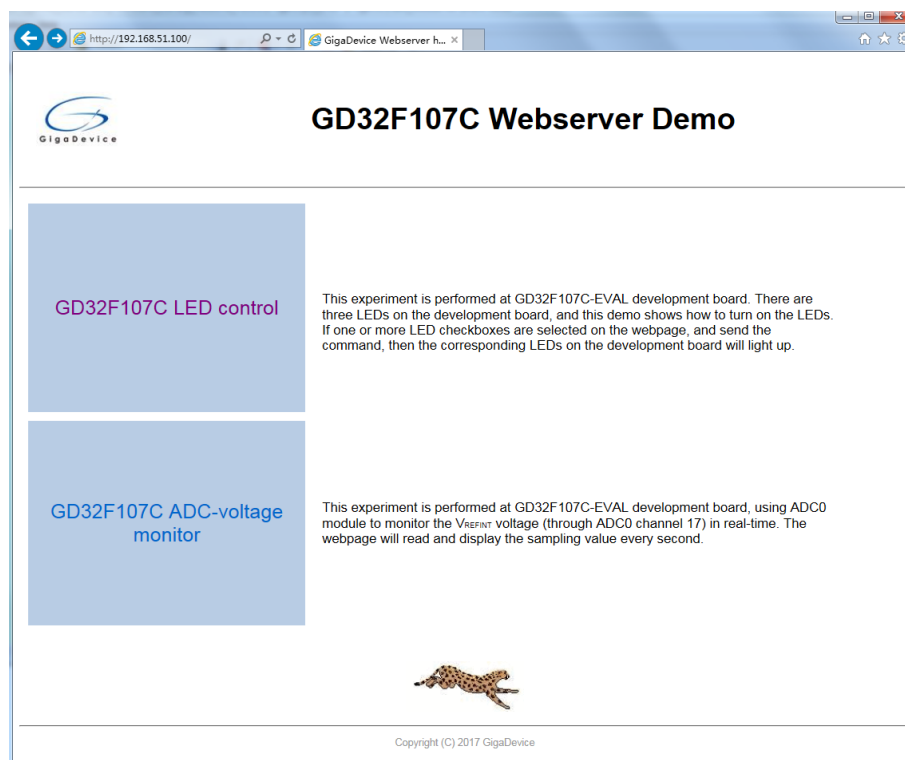 http://192.168.51.100/
GigaDevice Webserver h...
GigaDevice
GD32F107C Webserver Demo
GD32F107C LED control
This experiment is performed at GD32F107C-EVAL development board. There are
three LEDs on the development board, and this demo shows how to turn on the LEDs.
If one or more LED checkboxes are selected on the webpage, and send the
command, then the corresponding LEDs on the development board will light up.
GD32F107C ADC-voltage
monitor
This experiment is performed at GD32F107C-EVAL development board, using ADC0
module to monitor the VREFINT voltage (through ADC0 channel 17) in real-time. The
webpage will read and display the sampling value every second.
Copyright (C) 2017 GigaDevice